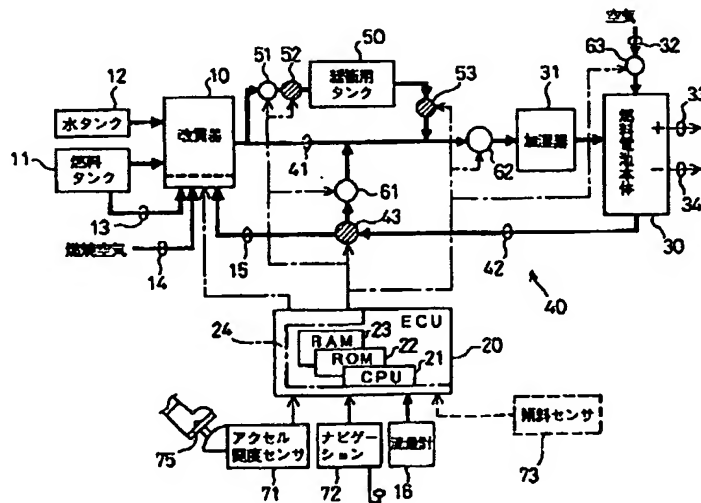 空気
50
32
10
51
52
63
12
緩衝用
タンク
53
31
33
水タンク
改質器
加湿器
燃料電池本体
+
11
燃料
タンク
41
62
−
34
61
43
13
30
燃焼空気
15
42
14
40
24
ECU
RAM
23
ROM
22
20
CPU
21
アクセル
開度センサ
ナビゲー
ション
流量計
傾斜センサ
75
71
72
16
73